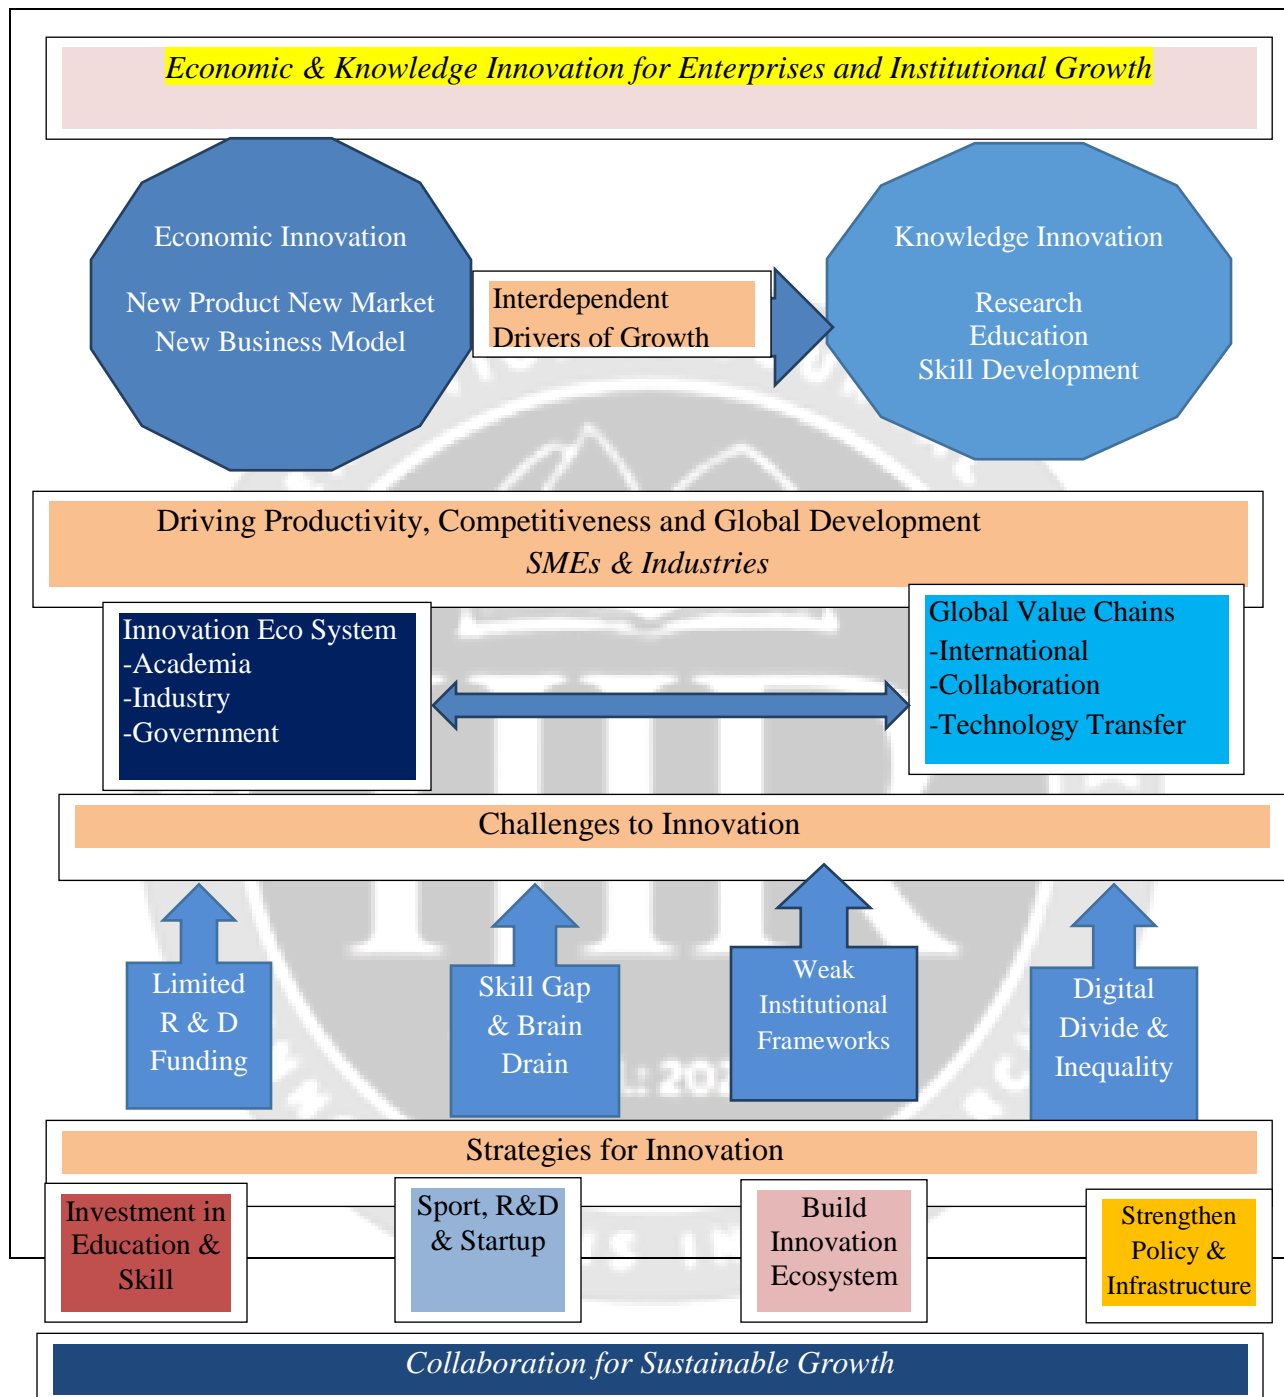 Economic & Knowledge Innovation for Enterprises and Institutional Growth
Economic Innovation
New Product New Market
New Business Model
Interdependent
Drivers of Growth
Knowledge Innovation
Research
Education
Skill Development
Driving Productivity, Competitiveness and Global Development
SMEs & Industries
Innovation Eco System
-Academia
-Industry
-Government
Global Value Chains
-International
-Collaboration
-Technology Transfer
Challenges to Innovation
Limited
R & D
Funding
Skill Gap
& Brain
Drain
Weak
Institutional
Frameworks
Digital
Divide &
Inequality
Strategies for Innovation
Investment in
Education &
Skill
Sport, R&D
& Startup
Build
Innovation
Ecosystem
Strengthen
Policy &
Infrastructure
Collaboration for Sustainable Growth